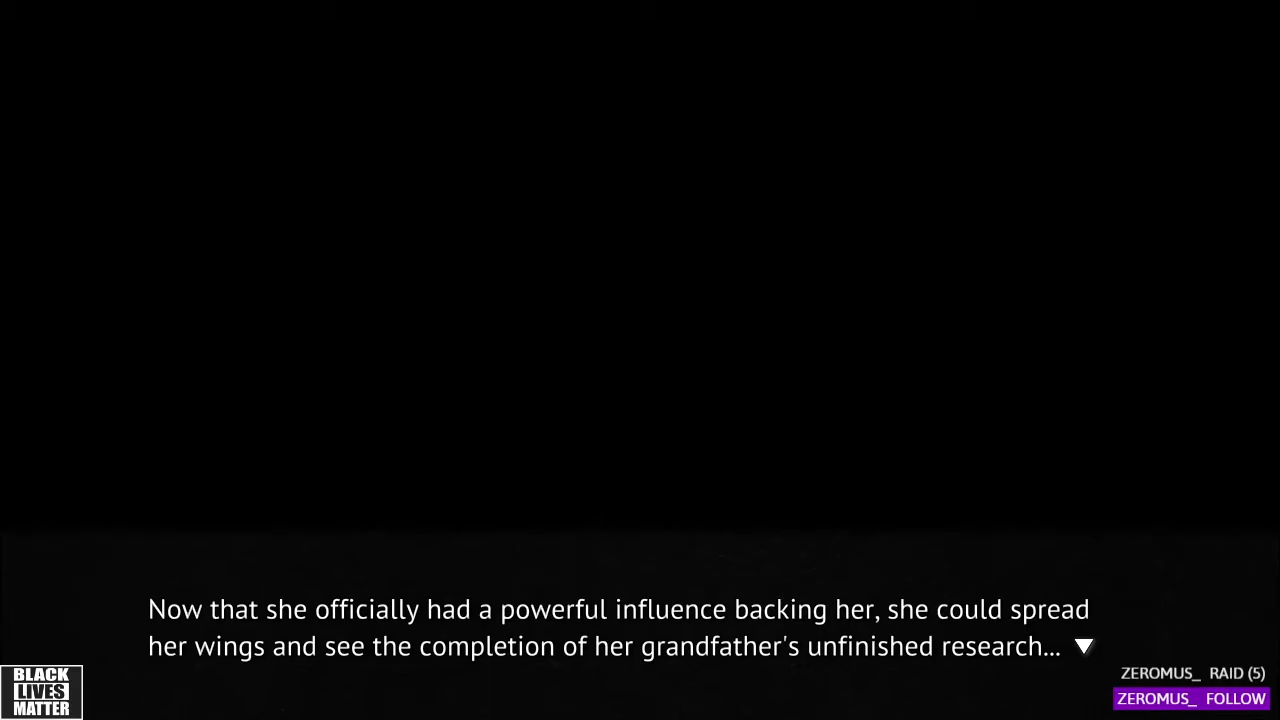 Now that she officially had a powerful influence backing her, she could spread
her wings and see the completion of her grandfather's unfinished research...
BLACK
LIVES
MATTER
ZEROMUS_ RAID (5)
ZEROMUS_ FOLLOW